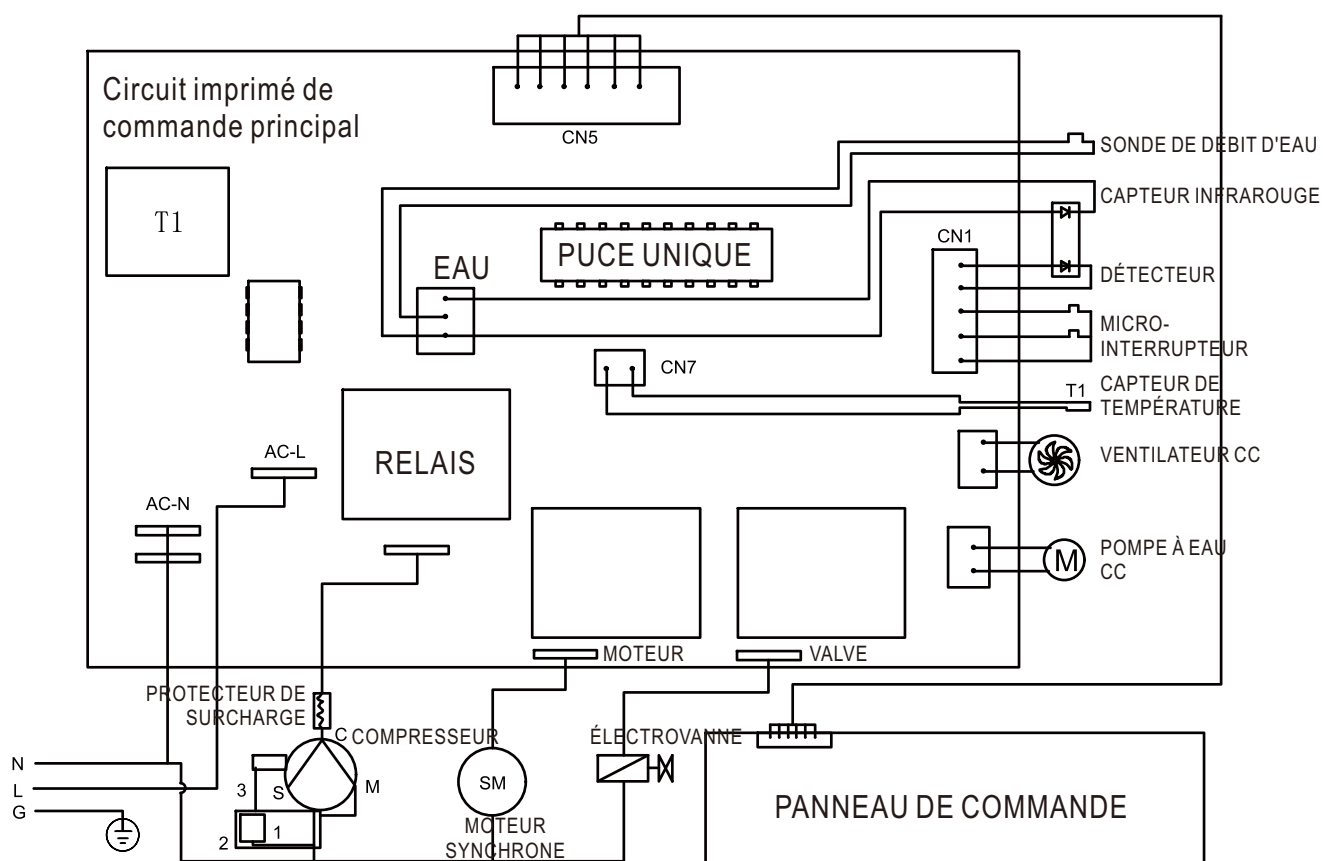 Circuit imprimé de
commande principal
CN5
SONDE DE DEBIT D'EAU
CAPTEUR INFRAROUGE
T1
PUCE UNIQUE
CN1
EAU
DÉTECTEUR
MICRO-
INTERRUPTEUR
CN7
T1
CAPTEUR DE
TEMPÉRATURE
AC-L
RELAIS
VENTILATEUR CC
AC-N
M
POMPE À EAU
CC
MOTEUR
VALVE
PROTECTEUR DE
SURCHARGE
C
COMPRESSEUR
ÉLECTROVANNE
N
L
G
3
S
M
SM
2
1
MOTEUR
SYNCHRONE
PANNEAU DE COMMANDE